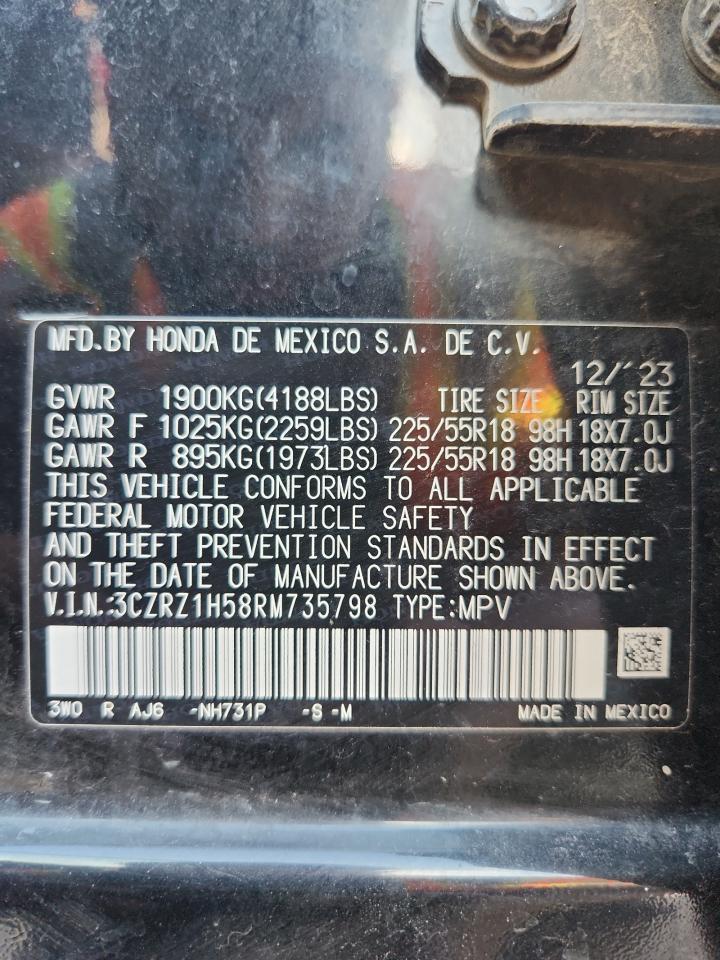 MFD.BY HONDA DE MEXICO S.A. DE C.V.
12/'23
GVWR 1900KG(4188LBS) TIRE SIZE RIM SIZE
GAWR F 1025KG(2259LBS) 225/55R18 98H 18X7.0J
GAWR R 895KG(1973LBS) 225/55R18 98H 18X7.0J
THIS VEHICLE CONFORMS TO ALL APPLICABLE
FEDERAL MOTOR VEHICLE SAFETY
AND THEFT PREVENTION STANDARDS IN EFFECT
ON THE DATE OF MANUFACTURE SHOWN ABOVE.
V.I.N.:3CZRZ1H58RM735798 TYPE:MPV
3W0 R AJ6 -NH731P -S -M MADE IN MEXICO